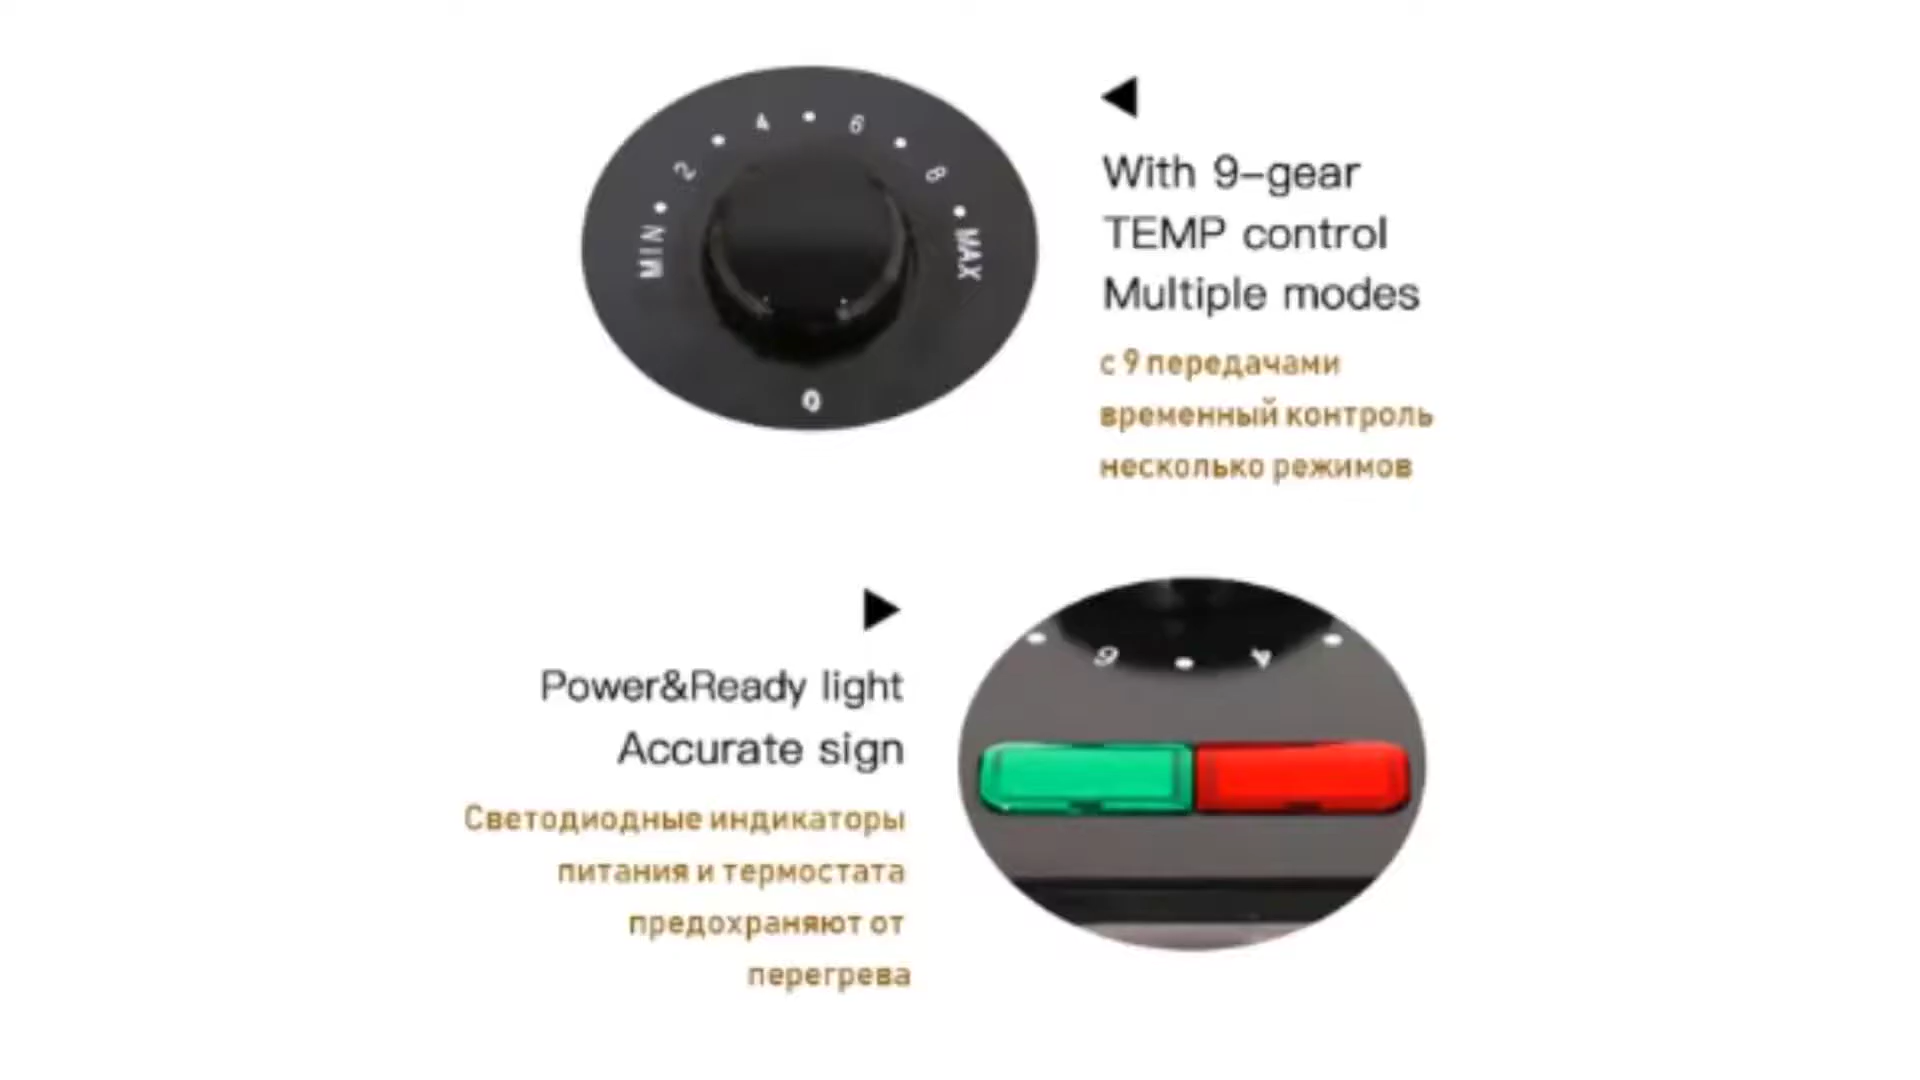 MIN 2 4 6 8 MAX
0
With 9-gear
TEMP control
Multiple modes
с 9 передачами
временный контроль
несколько режимов
6 4
Power&Ready light
Accurate sign
Светодиодные индикаторы
питания и термостата
предохраняют от
перегрева